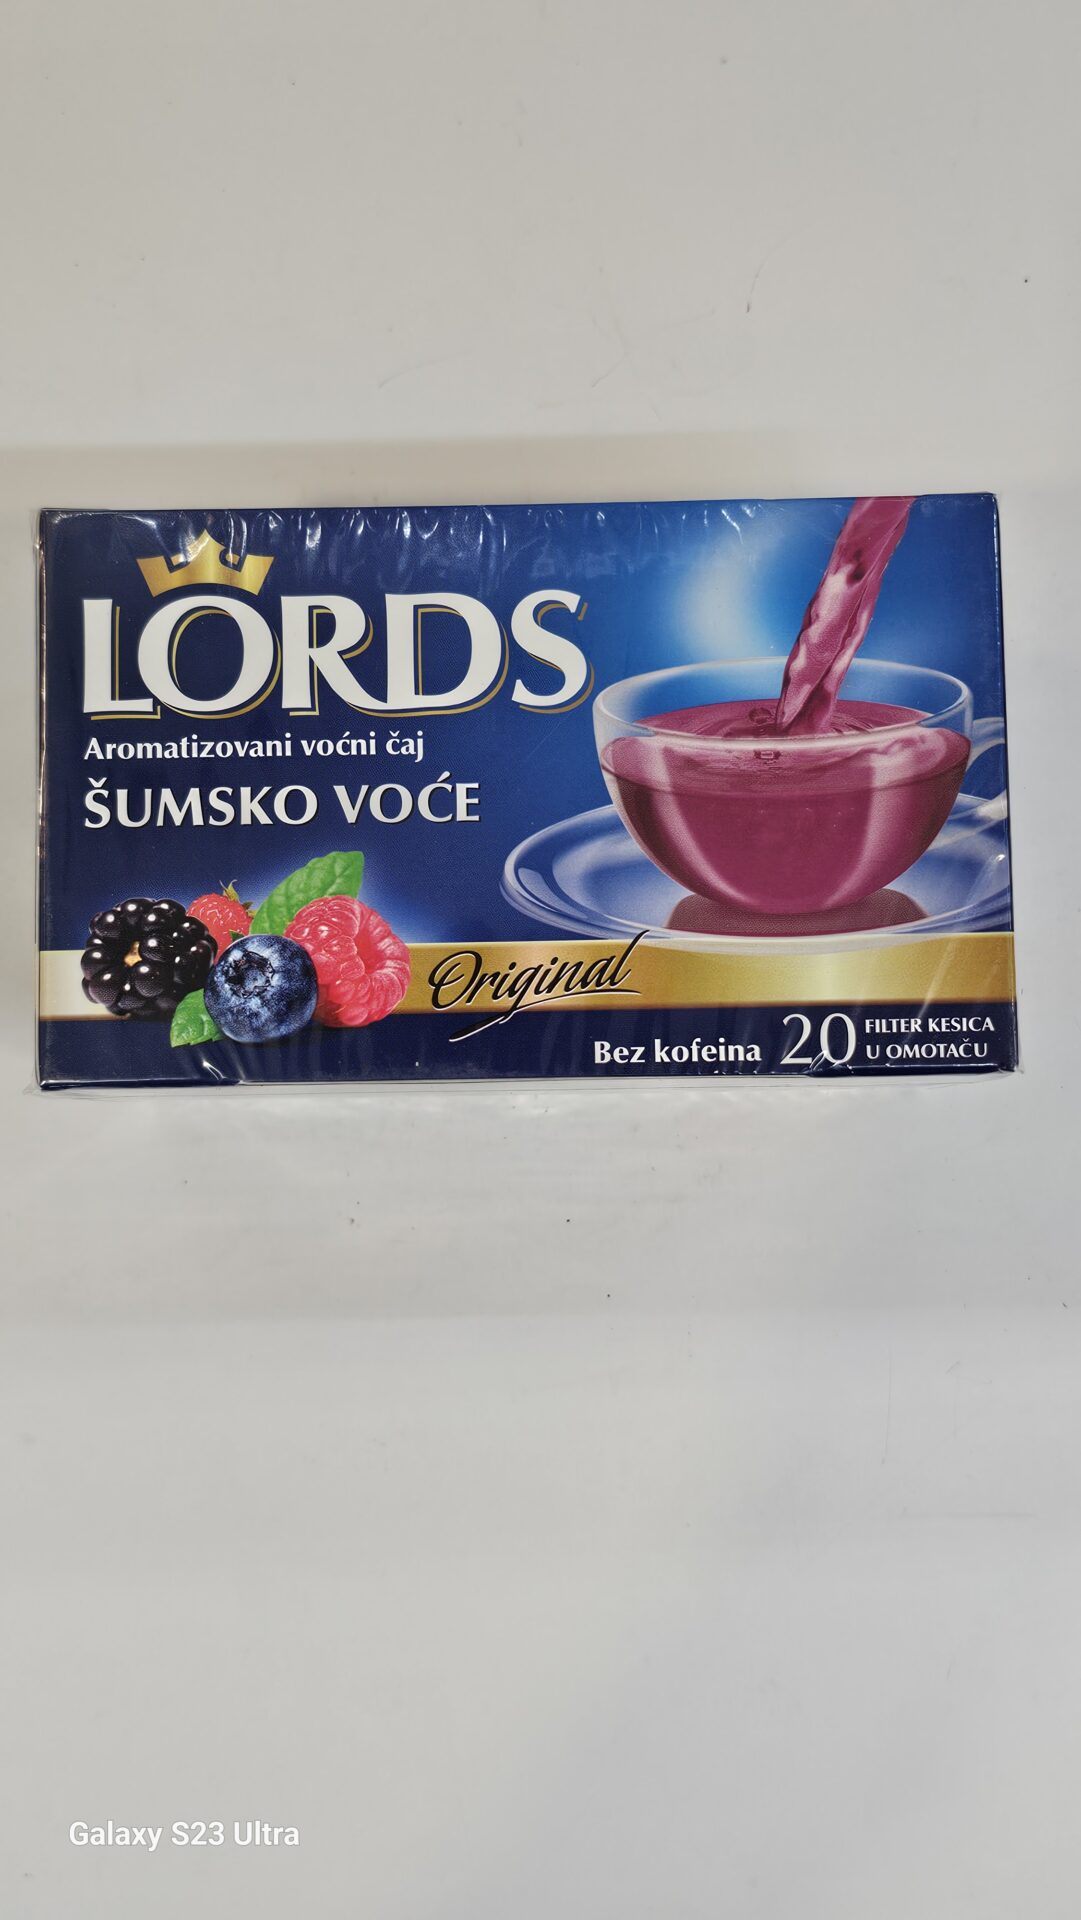 LORDS
Aromatizovani voćni čaj
ŠUMSKO VOĆE
Original
Bez kofeina 20 FILTER KESICA
U OMOTAČU
Galaxy S23 Ultra